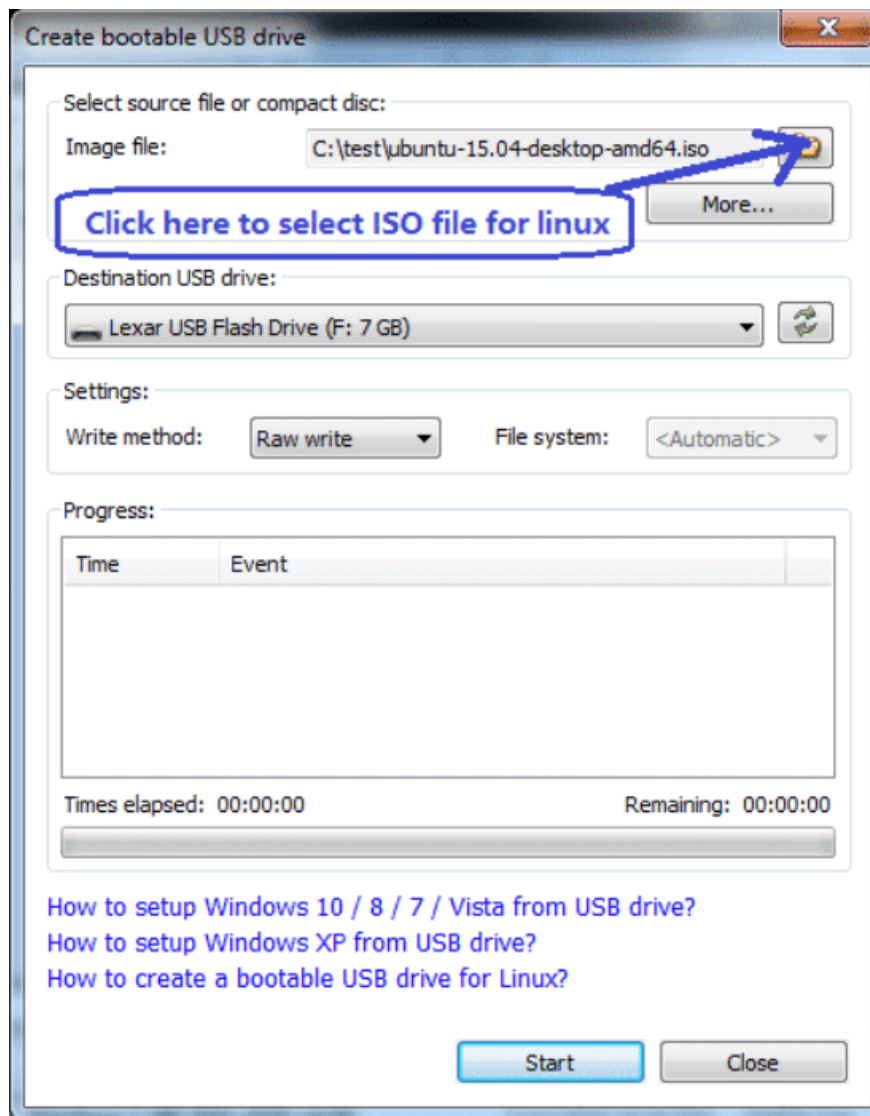 Create bootable USB drive
Select source file or compact disc:
Image file: C:\test\ubuntu-15.04-desktop-amd64.iso
More...
Click here to select ISO file for linux
Destination USB drive:
Lexar USB Flash Drive (F: 7 GB)
Settings:
Write method: Raw write File system: <Automatic>
Progress:
Time Event
Times elapsed: 00:00:00 Remaining: 00:00:00
How to setup Windows 10 / 8 / 7 / Vista from USB drive?
How to setup Windows XP from USB drive?
How to create a bootable USB drive for Linux?
Start Close